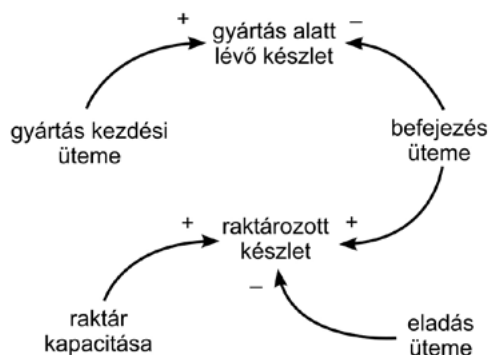 +
gyártás alatt
lévő készlet
–
gyártás kezdési
üteme
befejezés
üteme
+
raktározott
készlet
+
–
raktár
kapacitása
eladás
üteme